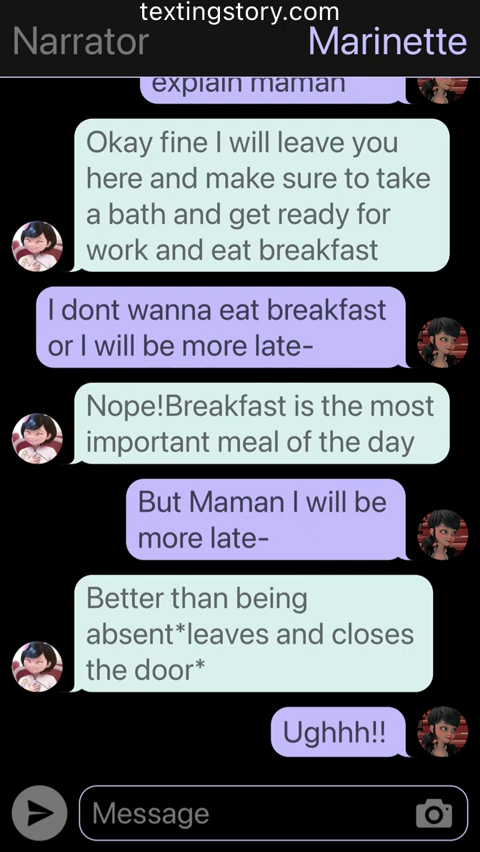 textingstory.com
Narrator
Marinette
explain maman
Okay fine I will leave you
here and make sure to take
a bath and get ready for
work and eat breakfast
I dont wanna eat breakfast
or I will be more late-
Nope!Breakfast is the most
important meal of the day
But Maman I will be
more late-
Better than being
absent*leaves and closes
the door*
Ughhh!!
Message